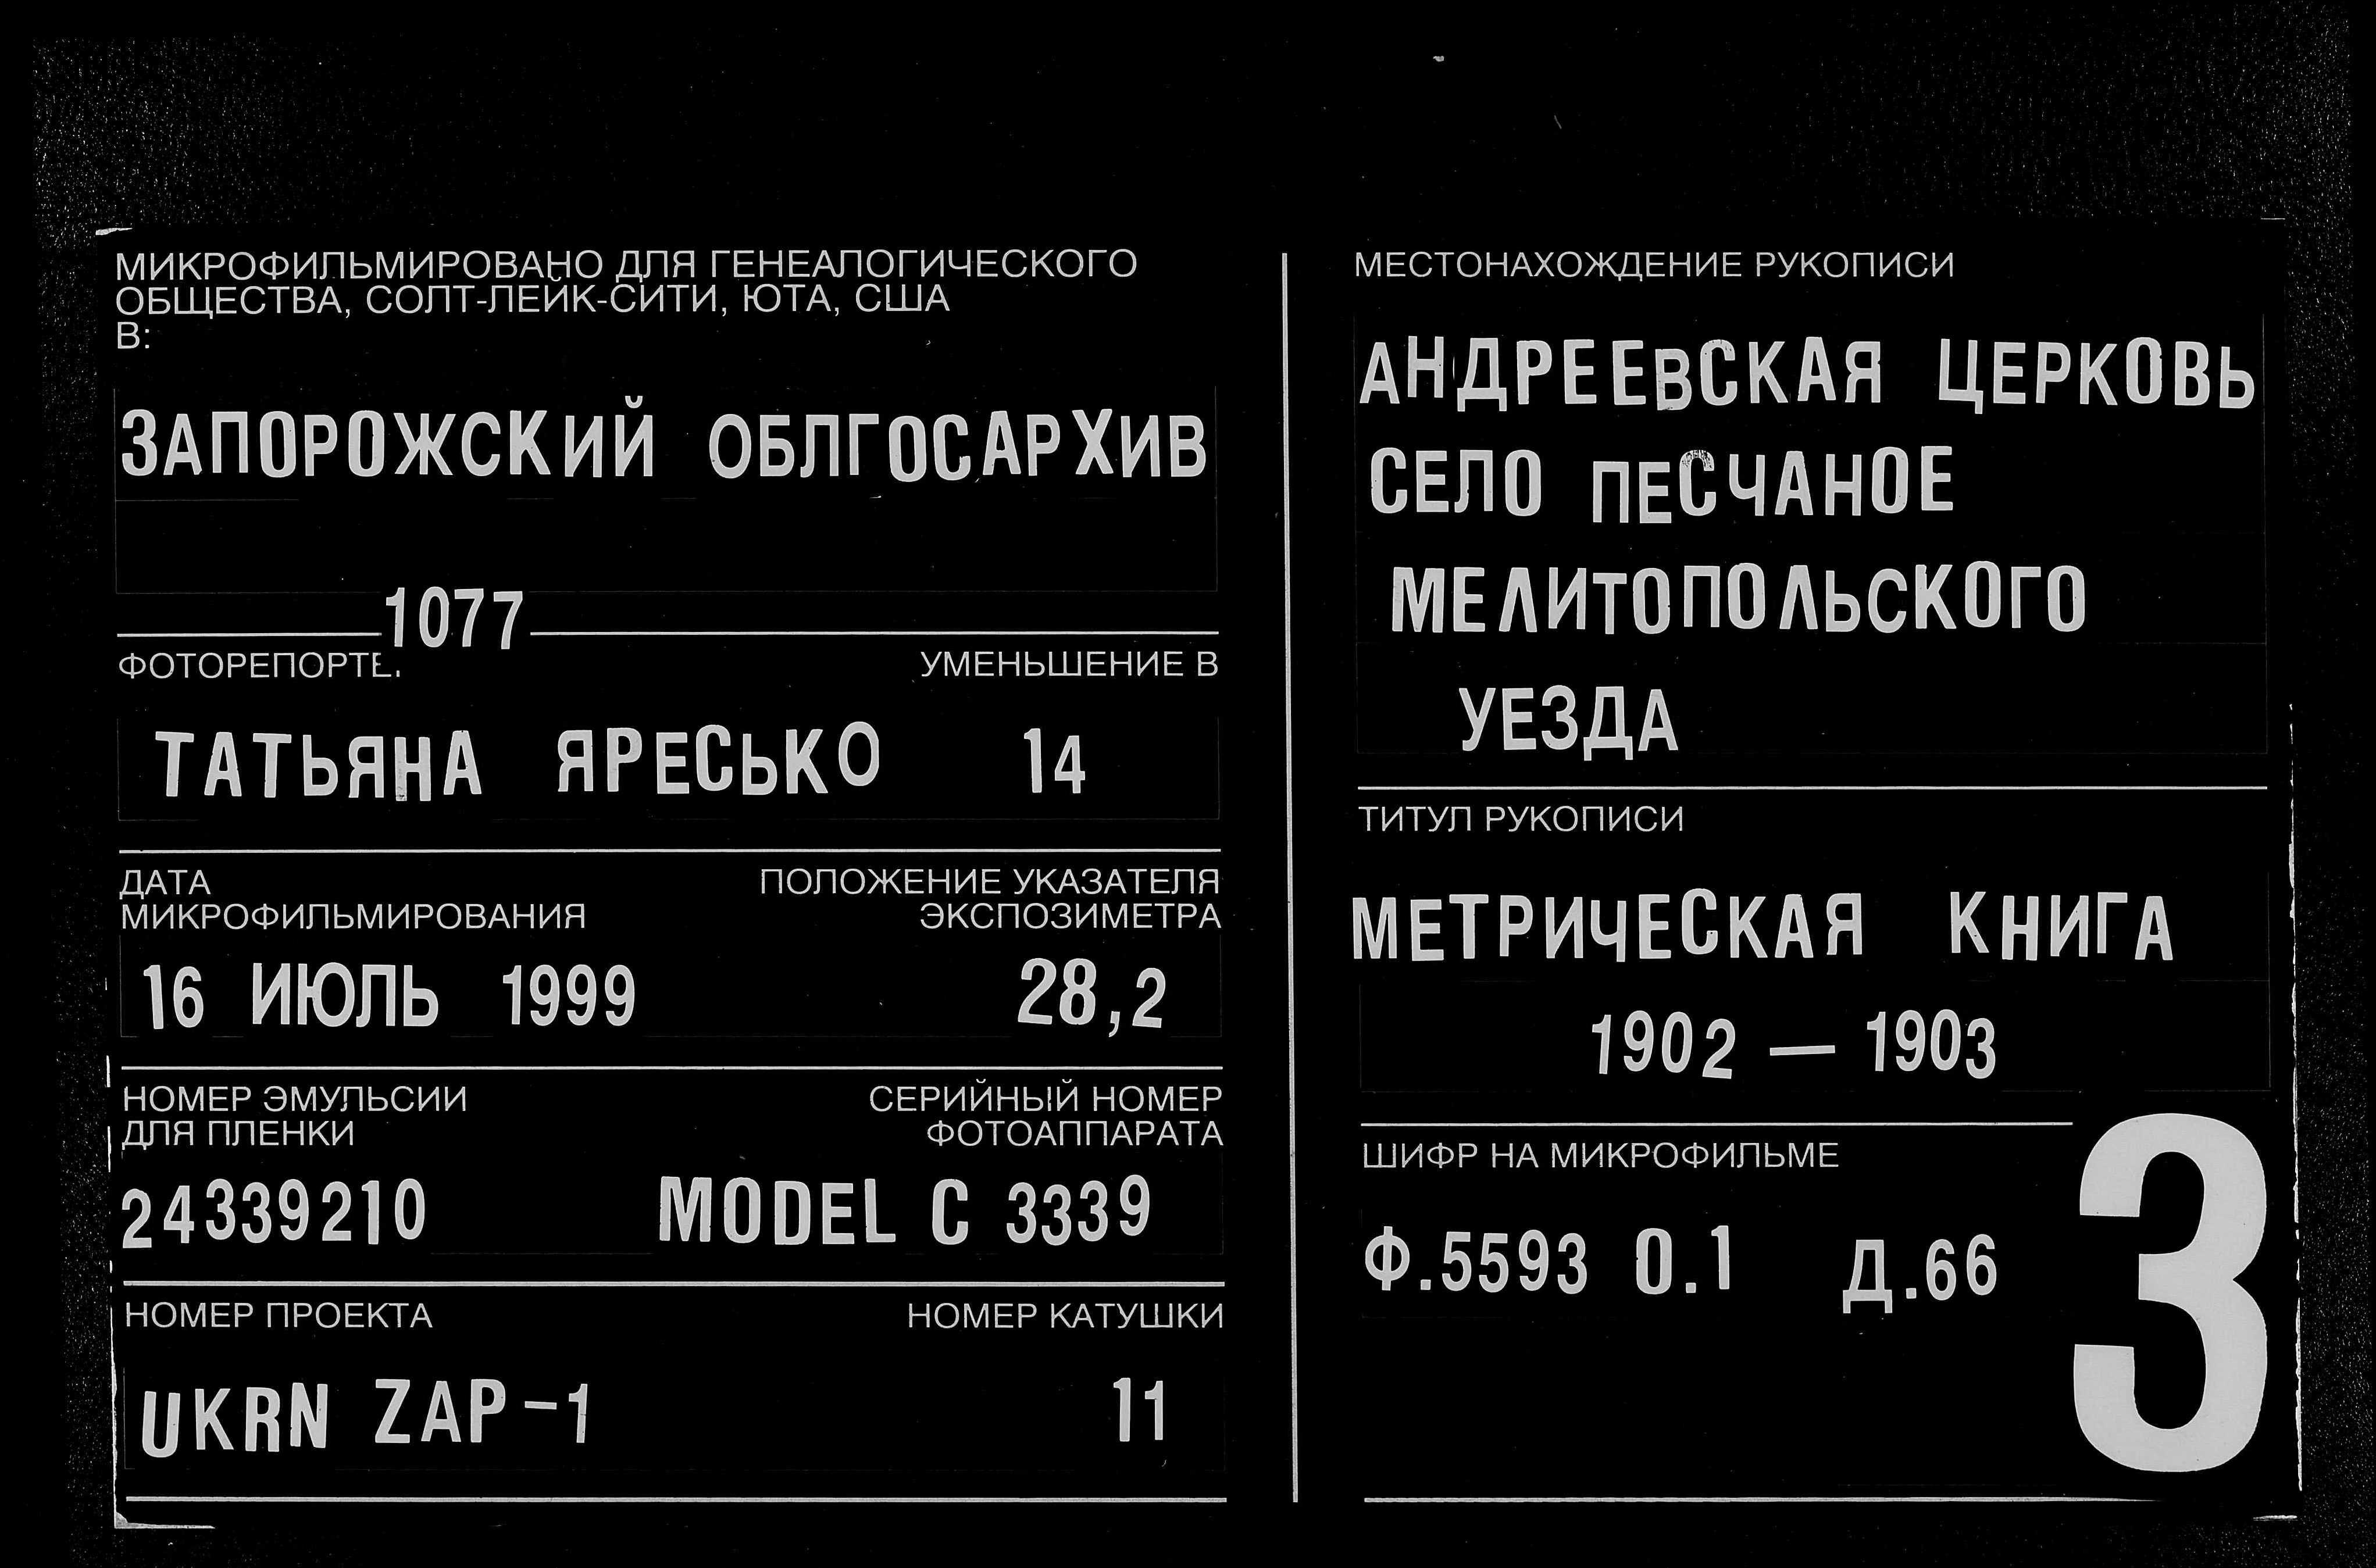 МИКРОФИЛЬМИРОВАНО ДЛЯ ГЕНЕАЛОГИЧЕСКОГО
ОБЩЕСТВА, СОЛТ-ЛЕЙК-СИТИ, ЮТА, США
В:
ЗАПОРОЖСКИЙ ОБЛГОСАРХИВ
1077
ФОТОРЕПОРТЕ УМЕНЬШЕНИЕ В
ТАТЬЯНА ЯРЕСЬКО 14
ДАТА ПОЛОЖЕНИЕ УКАЗАТЕЛЯ
МИКРОФИЛЬМИРОВАНИЯ ЭКСПОЗИМЕТРА
16 ИЮЛЬ 1999 28,2
НОМЕР ЭМУЛЬСИИ СЕРИЙНЫЙ НОМЕР
ДЛЯ ПЛЕНКИ ФОТОАППАРАТА
24339210 MODEL C 3339
НОМЕР ПРОЕКТА НОМЕР КАТУШКИ
UKRN ZAP-1 11
МЕСТОНАХОЖДЕНИЕ РУКОПИСИ
АНДРЕЕВСКАЯ ЦЕРКОВЬ
СЕЛО ПЕСЧАНОЕ
МЕЛИТОПОЛЬСКОГО
УЕЗДА
ТИТУЛ РУКОПИСИ
МЕТРИЧЕСКАЯ КНИГА
1902 — 1903
ШИФР НА МИКРОФИЛЬМЕ
Ф.5593 О.1 Д.66
3